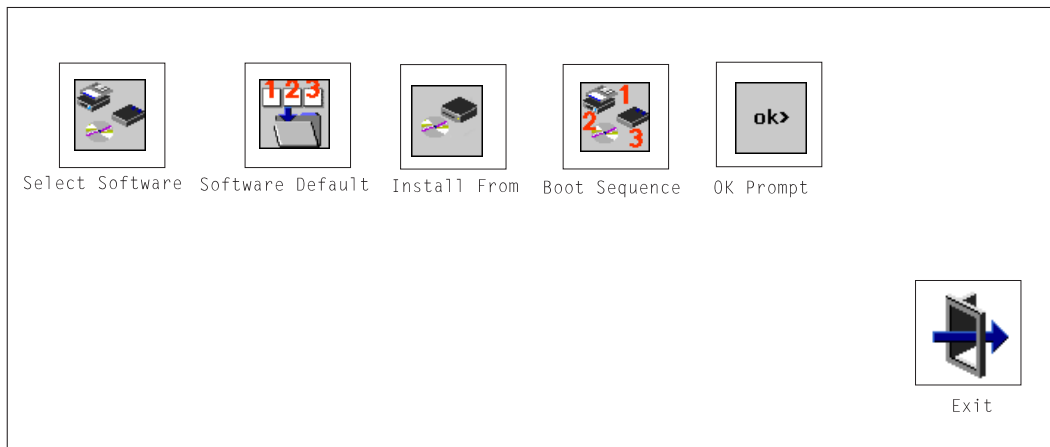 1 2 3
1
2
3
ok>
Select Software
Software Default
Install From
Boot Sequence
OK Prompt
Exit